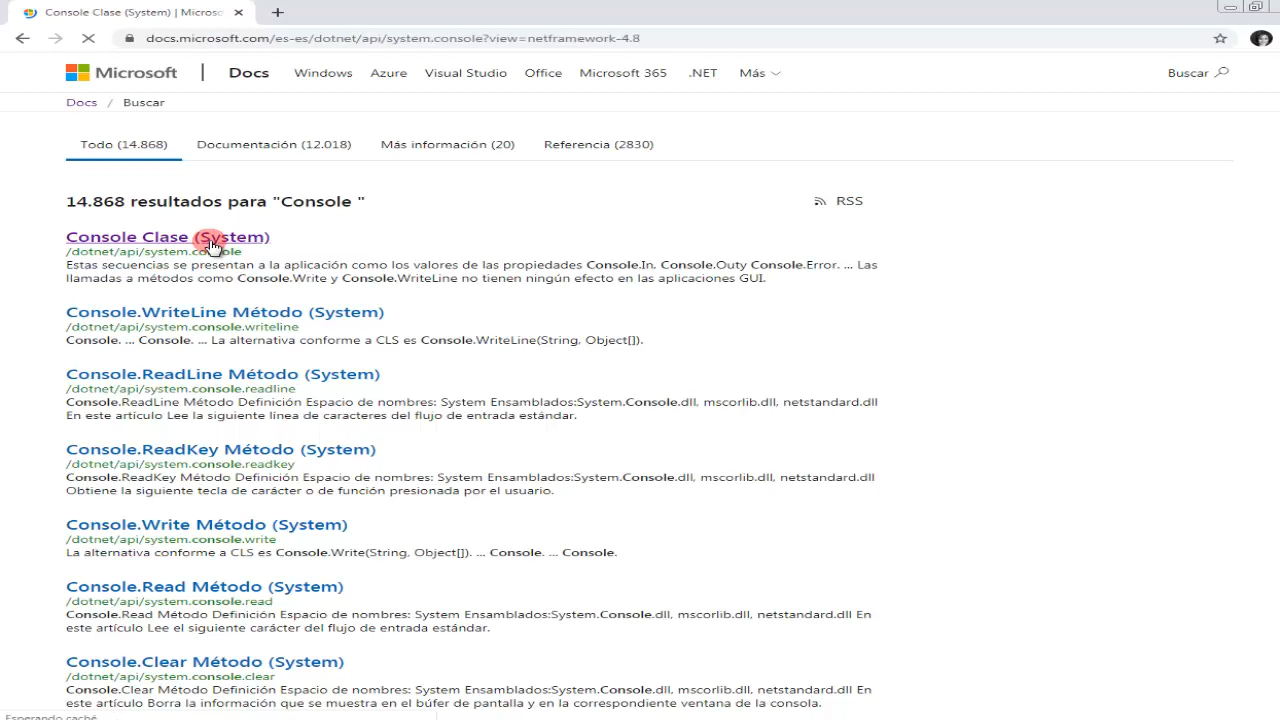 Console Clase (System) | Microso
docs.microsoft.com/es-es/dotnet/api/system.console?view=netframework-4.8
Microsoft | Docs Windows Azure Visual Studio Office Microsoft 365 .NET Más Buscar
Docs / Buscar
Todo (14.868) Documentación (12.018) Más información (20) Referencia (2830)
14.868 resultados para "Console " RSS
Console Clase (System)
/dotnet/api/system.console
Estas secuencias se presentan a la aplicación como los valores de las propiedades Console.In. Console.Outy Console.Error. ... Las
llamadas a métodos como Console.Write y Console.WriteLine no tienen ningún efecto en las aplicaciones GUI.
Console.WriteLine Método (System)
/dotnet/api/system.console.writeline
Console. ... Console. ... La alternativa conforme a CLS es Console.WriteLine(String, Object[]).
Console.ReadLine Método (System)
/dotnet/api/system.console.readline
Console.ReadLine Método Definición Espacio de nombres: System Ensamblados:System.Console.dll, mscorlib.dll, netstandard.dll
En este artículo Lee la siguiente línea de caracteres del flujo de entrada estándar.
Console.ReadKey Método (System)
/dotnet/api/system.console.readkey
Console.ReadKey Método Definición Espacio de nombres: System Ensamblados:System.Console.dll, mscorlib.dll, netstandard.dll
Obtiene la siguiente tecla de carácter o de función presionada por el usuario.
Console.Write Método (System)
/dotnet/api/system.console.write
La alternativa conforme a CLS es Console.Write(String, Object[]). ... Console. ... Console.
Console.Read Método (System)
/dotnet/api/system.console.read
Console.Read Método Definición Espacio de nombres: System Ensamblados:System.Console.dll, mscorlib.dll, netstandard.dll En
este artículo Lee el siguiente carácter del flujo de entrada estándar.
Console.Clear Método (System)
/dotnet/api/system.console.clear
Console.Clear Método Definición Espacio de nombres: System Ensamblados:System.Console.dll, mscorlib.dll, netstandard.dll En
este artículo Borra la información que se muestra en el búfer de pantalla y en la correspondiente ventana de la consola.
Esperando caché